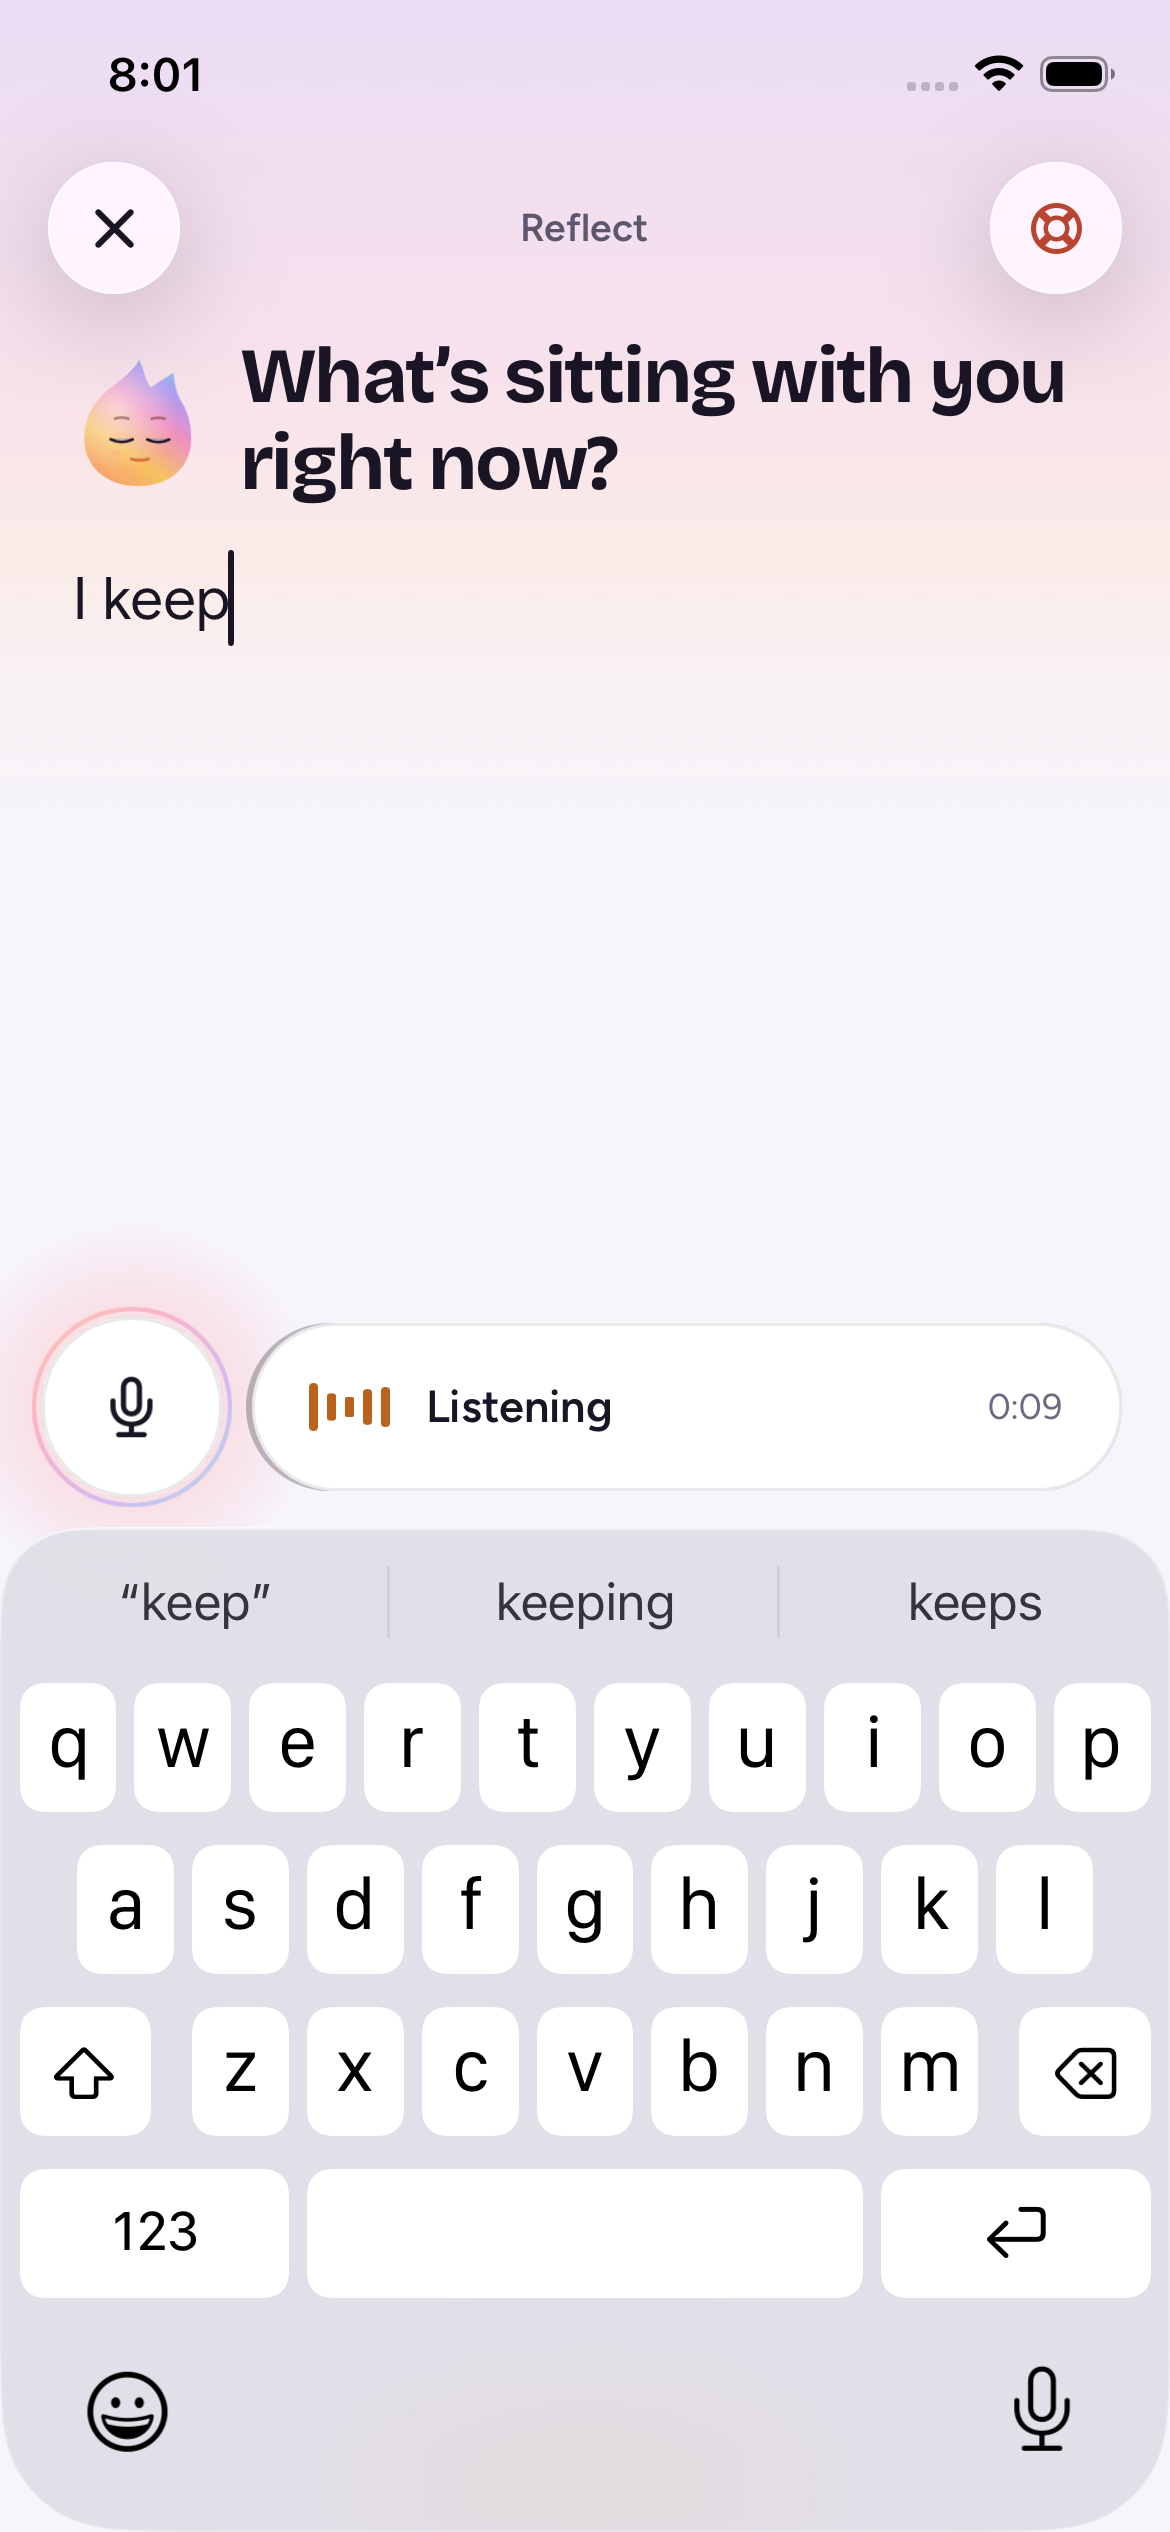 8:01
Reflect
What’s sitting with you
right now?
I keep
Listening 0:09
“keep” keeping keeps
q w e r t y u i o p
a s d f g h j k l
z x c v b n m
123